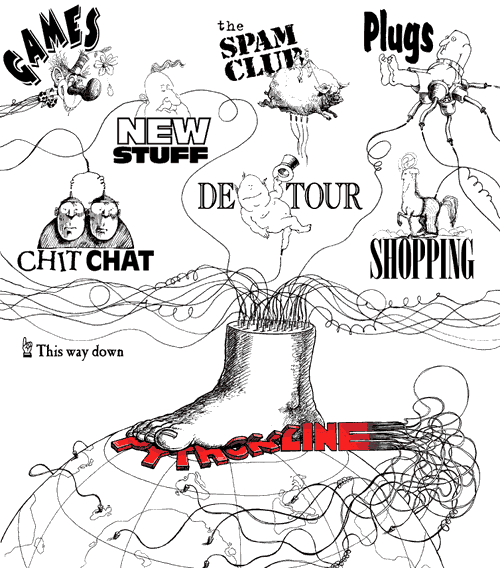 GAMES
the
SPAM
CLUB
Plugs
NEW
STUFF
DE TOUR
CHIT CHAT
SHOPPING
This way down
PYTHONLINE